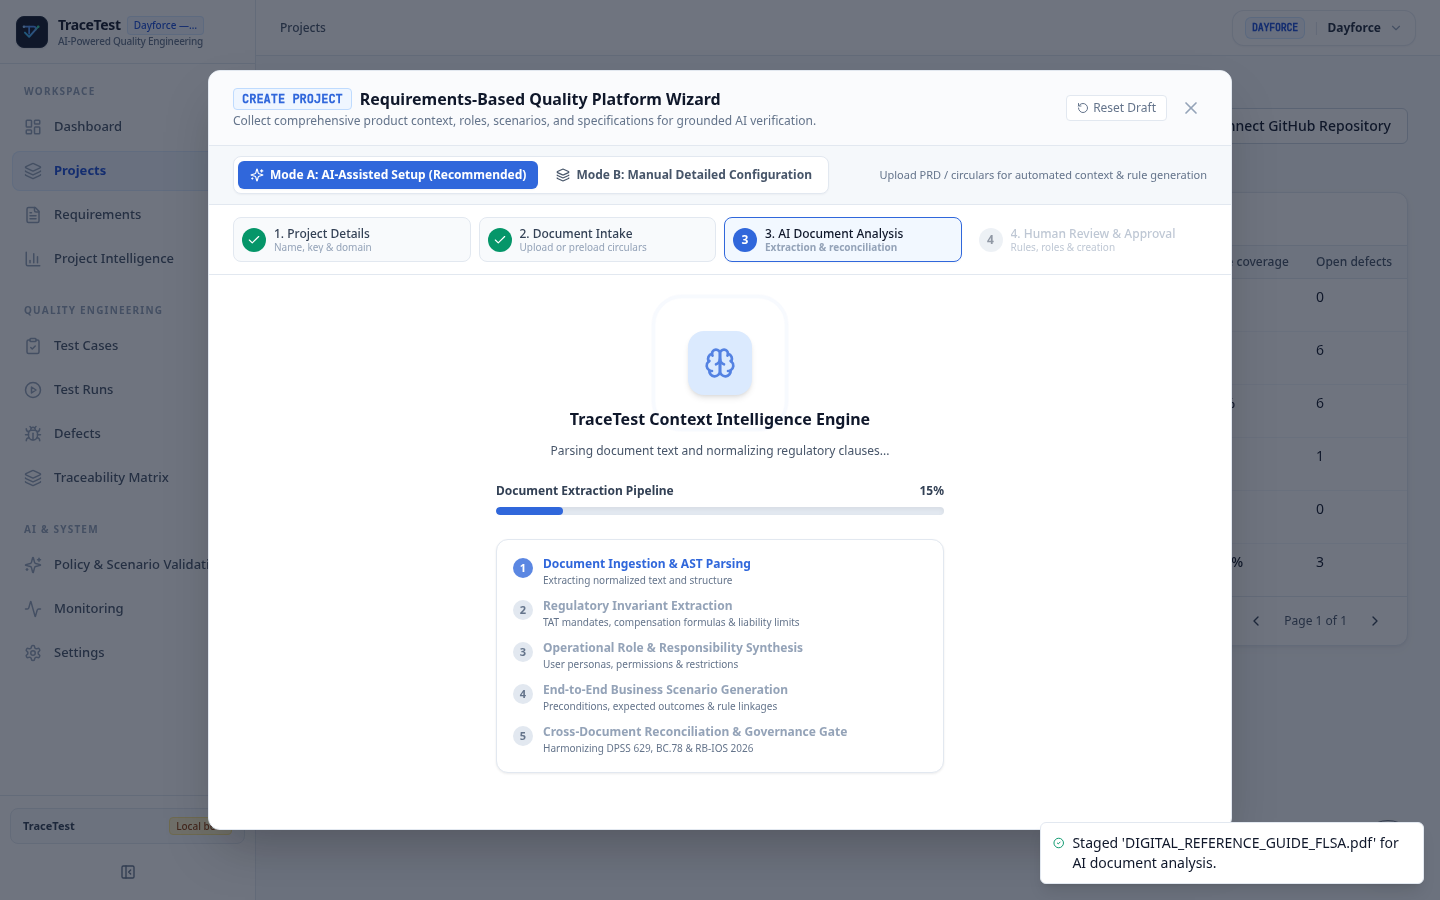 TraceTest Dayforce —...
AI-Powered Quality Engineering
Projects
DAYFORCE Dayforce
WORKSPACE
Dashboard
Projects
Requirements
Project Intelligence
QUALITY ENGINEERING
Test Cases
Test Runs
Defects
Traceability Matrix
AI & SYSTEM
Policy & Scenario Validati
Monitoring
Settings
TraceTest Local b
CREATE PROJECT Requirements-Based Quality Platform Wizard
Collect comprehensive product context, roles, scenarios, and specifications for grounded AI verification.
Reset Draft
Mode A: AI-Assisted Setup (Recommended) Mode B: Manual Detailed Configuration
Upload PRD / circulars for automated context & rule generation
1. Project Details
Name, key & domain
2. Document Intake
Upload or preload circulars
3 3. AI Document Analysis
Extraction & reconciliation
4 4. Human Review & Approval
Rules, roles & creation
TraceTest Context Intelligence Engine
Parsing document text and normalizing regulatory clauses...
Document Extraction Pipeline 15%
1 Document Ingestion & AST Parsing
Extracting normalized text and structure
2 Regulatory Invariant Extraction
TAT mandates, compensation formulas & liability limits
3 Operational Role & Responsibility Synthesis
User personas, permissions & restrictions
4 End-to-End Business Scenario Generation
Preconditions, expected outcomes & rule linkages
5 Cross-Document Reconciliation & Governance Gate
Harmonizing DPSS 629, BC.78 & RB-IOS 2026
nnect GitHub Repository
coverage Open defects
0
6
6
1
0
% 3
Page 1 of 1
Staged 'DIGITAL_REFERENCE_GUIDE_FLSA.pdf' for
AI document analysis.